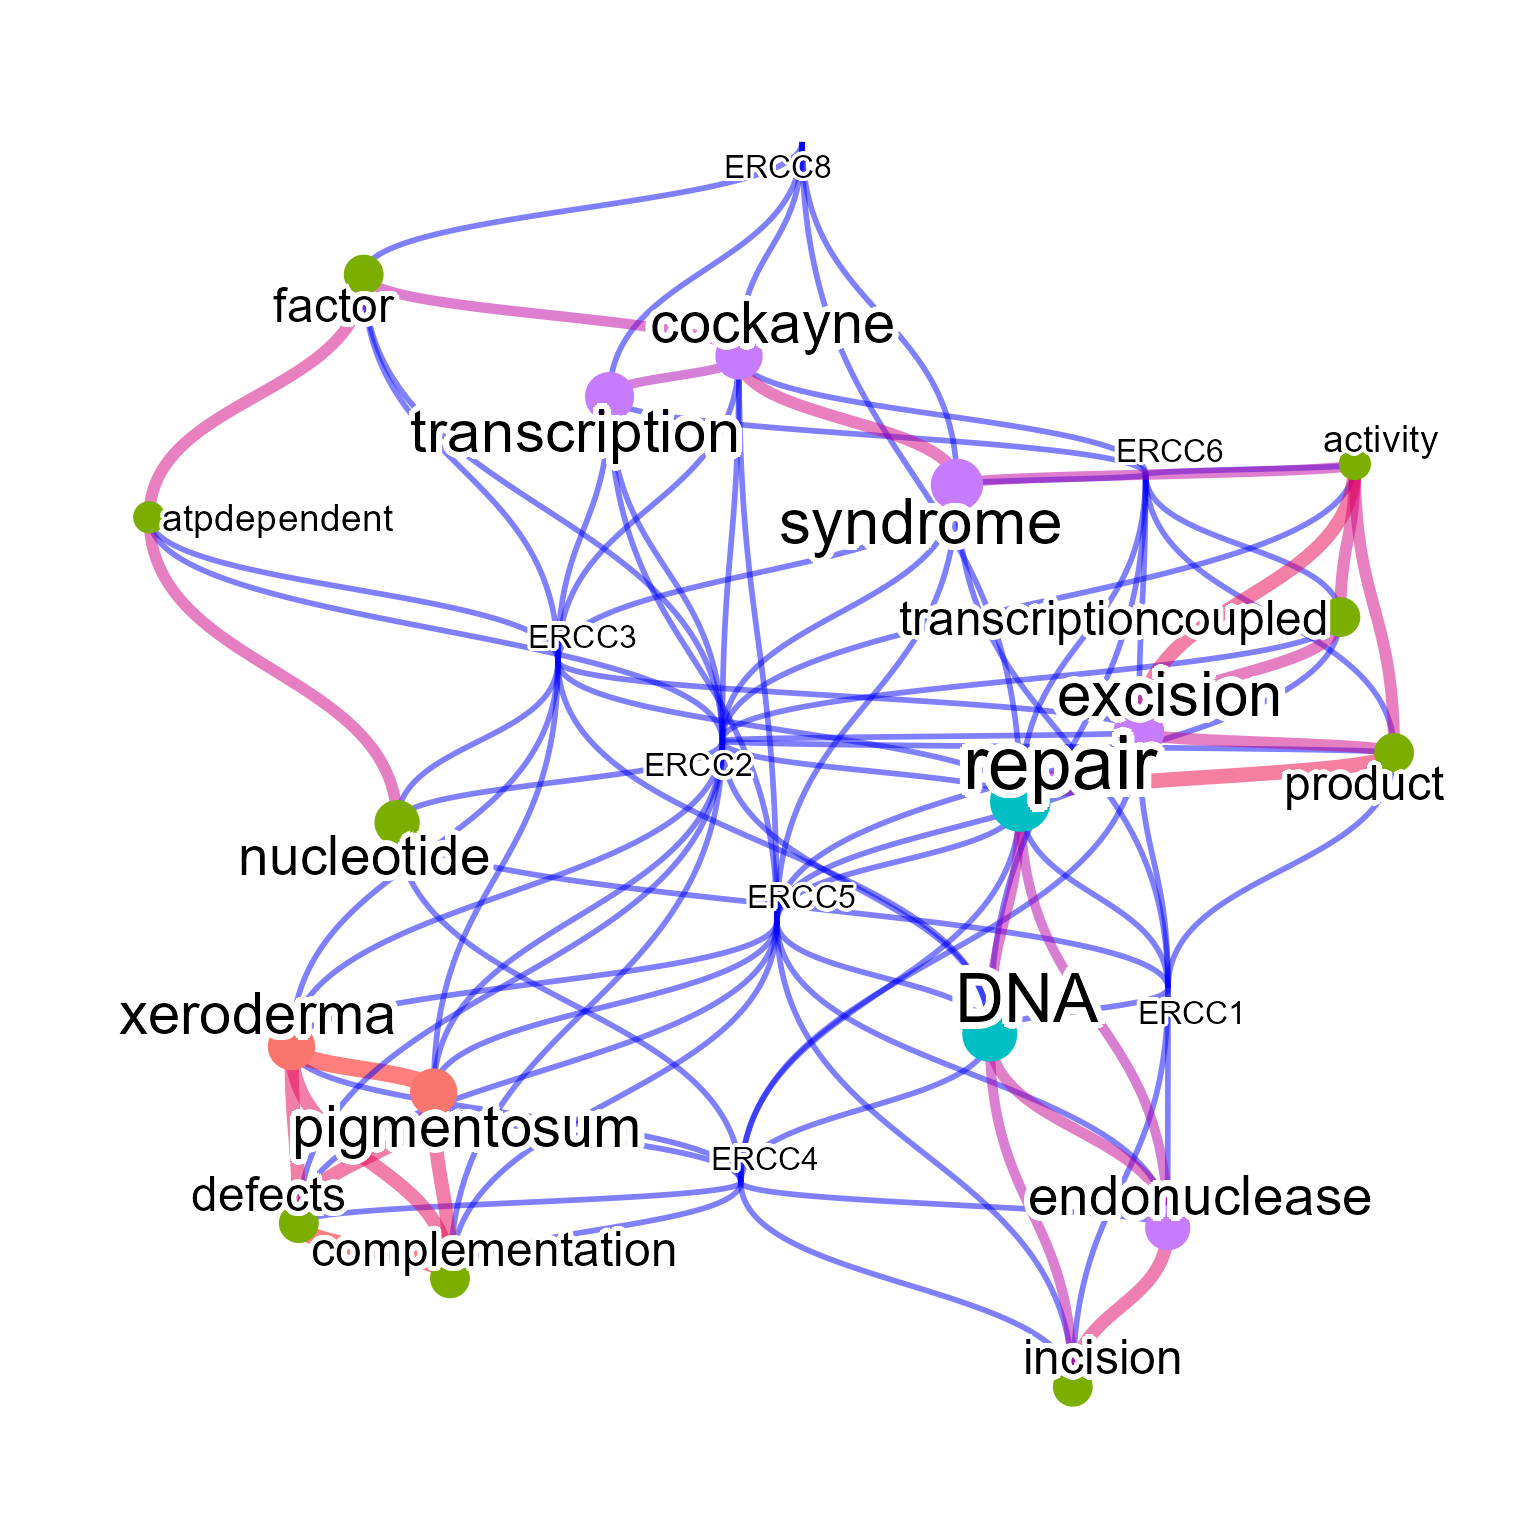 ERCC8
factor
cockayne
transcription
ERCC6
activity
syndrome
atpdependent
transcriptioncoupled
ERCC3
excision
repair
ERCC2
product
nucleotide
ERCC5
DNA
ERCC1
xeroderma
pigmentosum
ERCC4
defects
endonuclease
complementation
incision